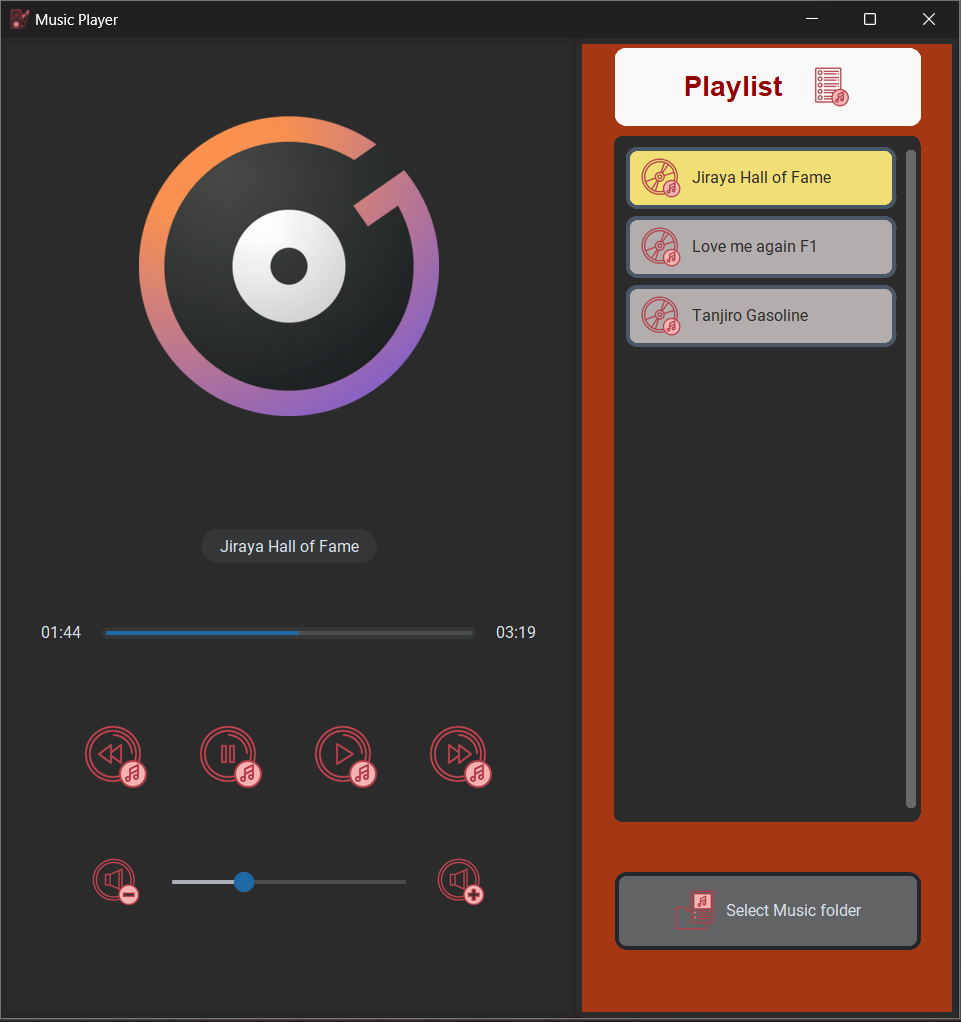 Music Player
Playlist
Jiraya Hall of Fame
Love me again F1
Tanjiro Gasoline
Jiraya Hall of Fame
01:44
03:19
Select Music folder